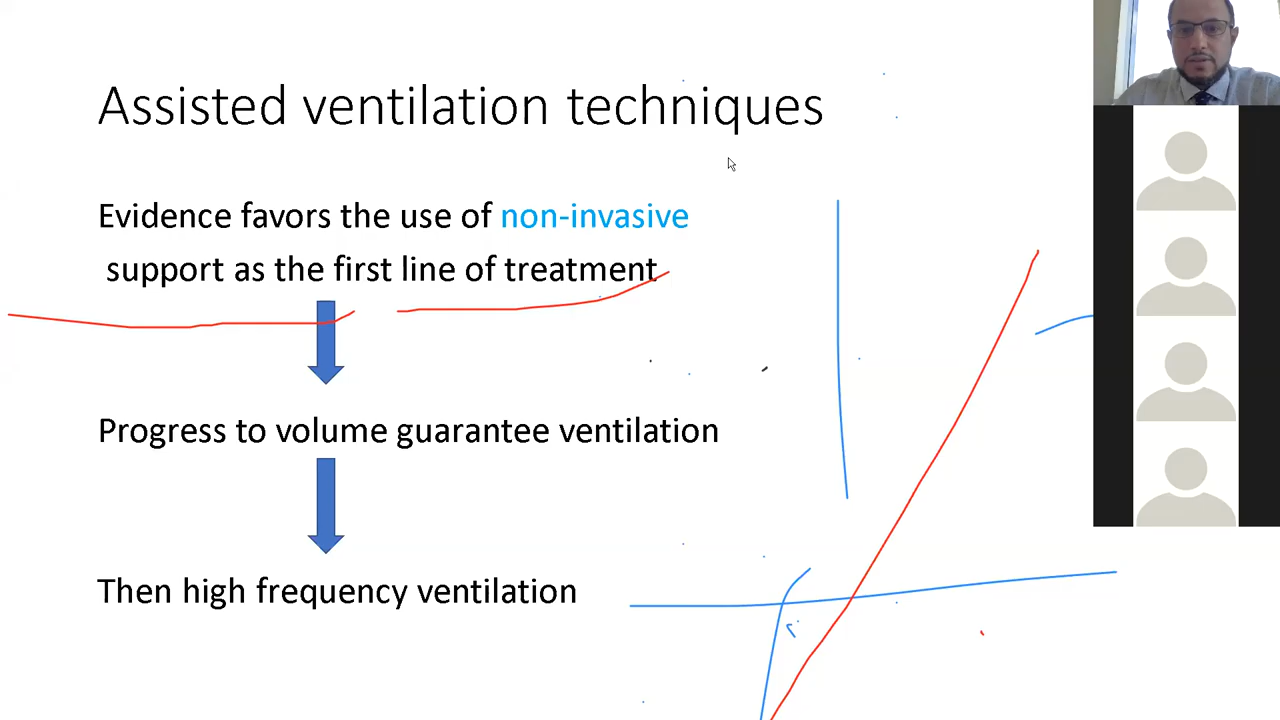 Assisted ventilation techniques
Evidence favors the use of non-invasive
support as the first line of treatment
Progress to volume guarantee ventilation
Then high frequency ventilation